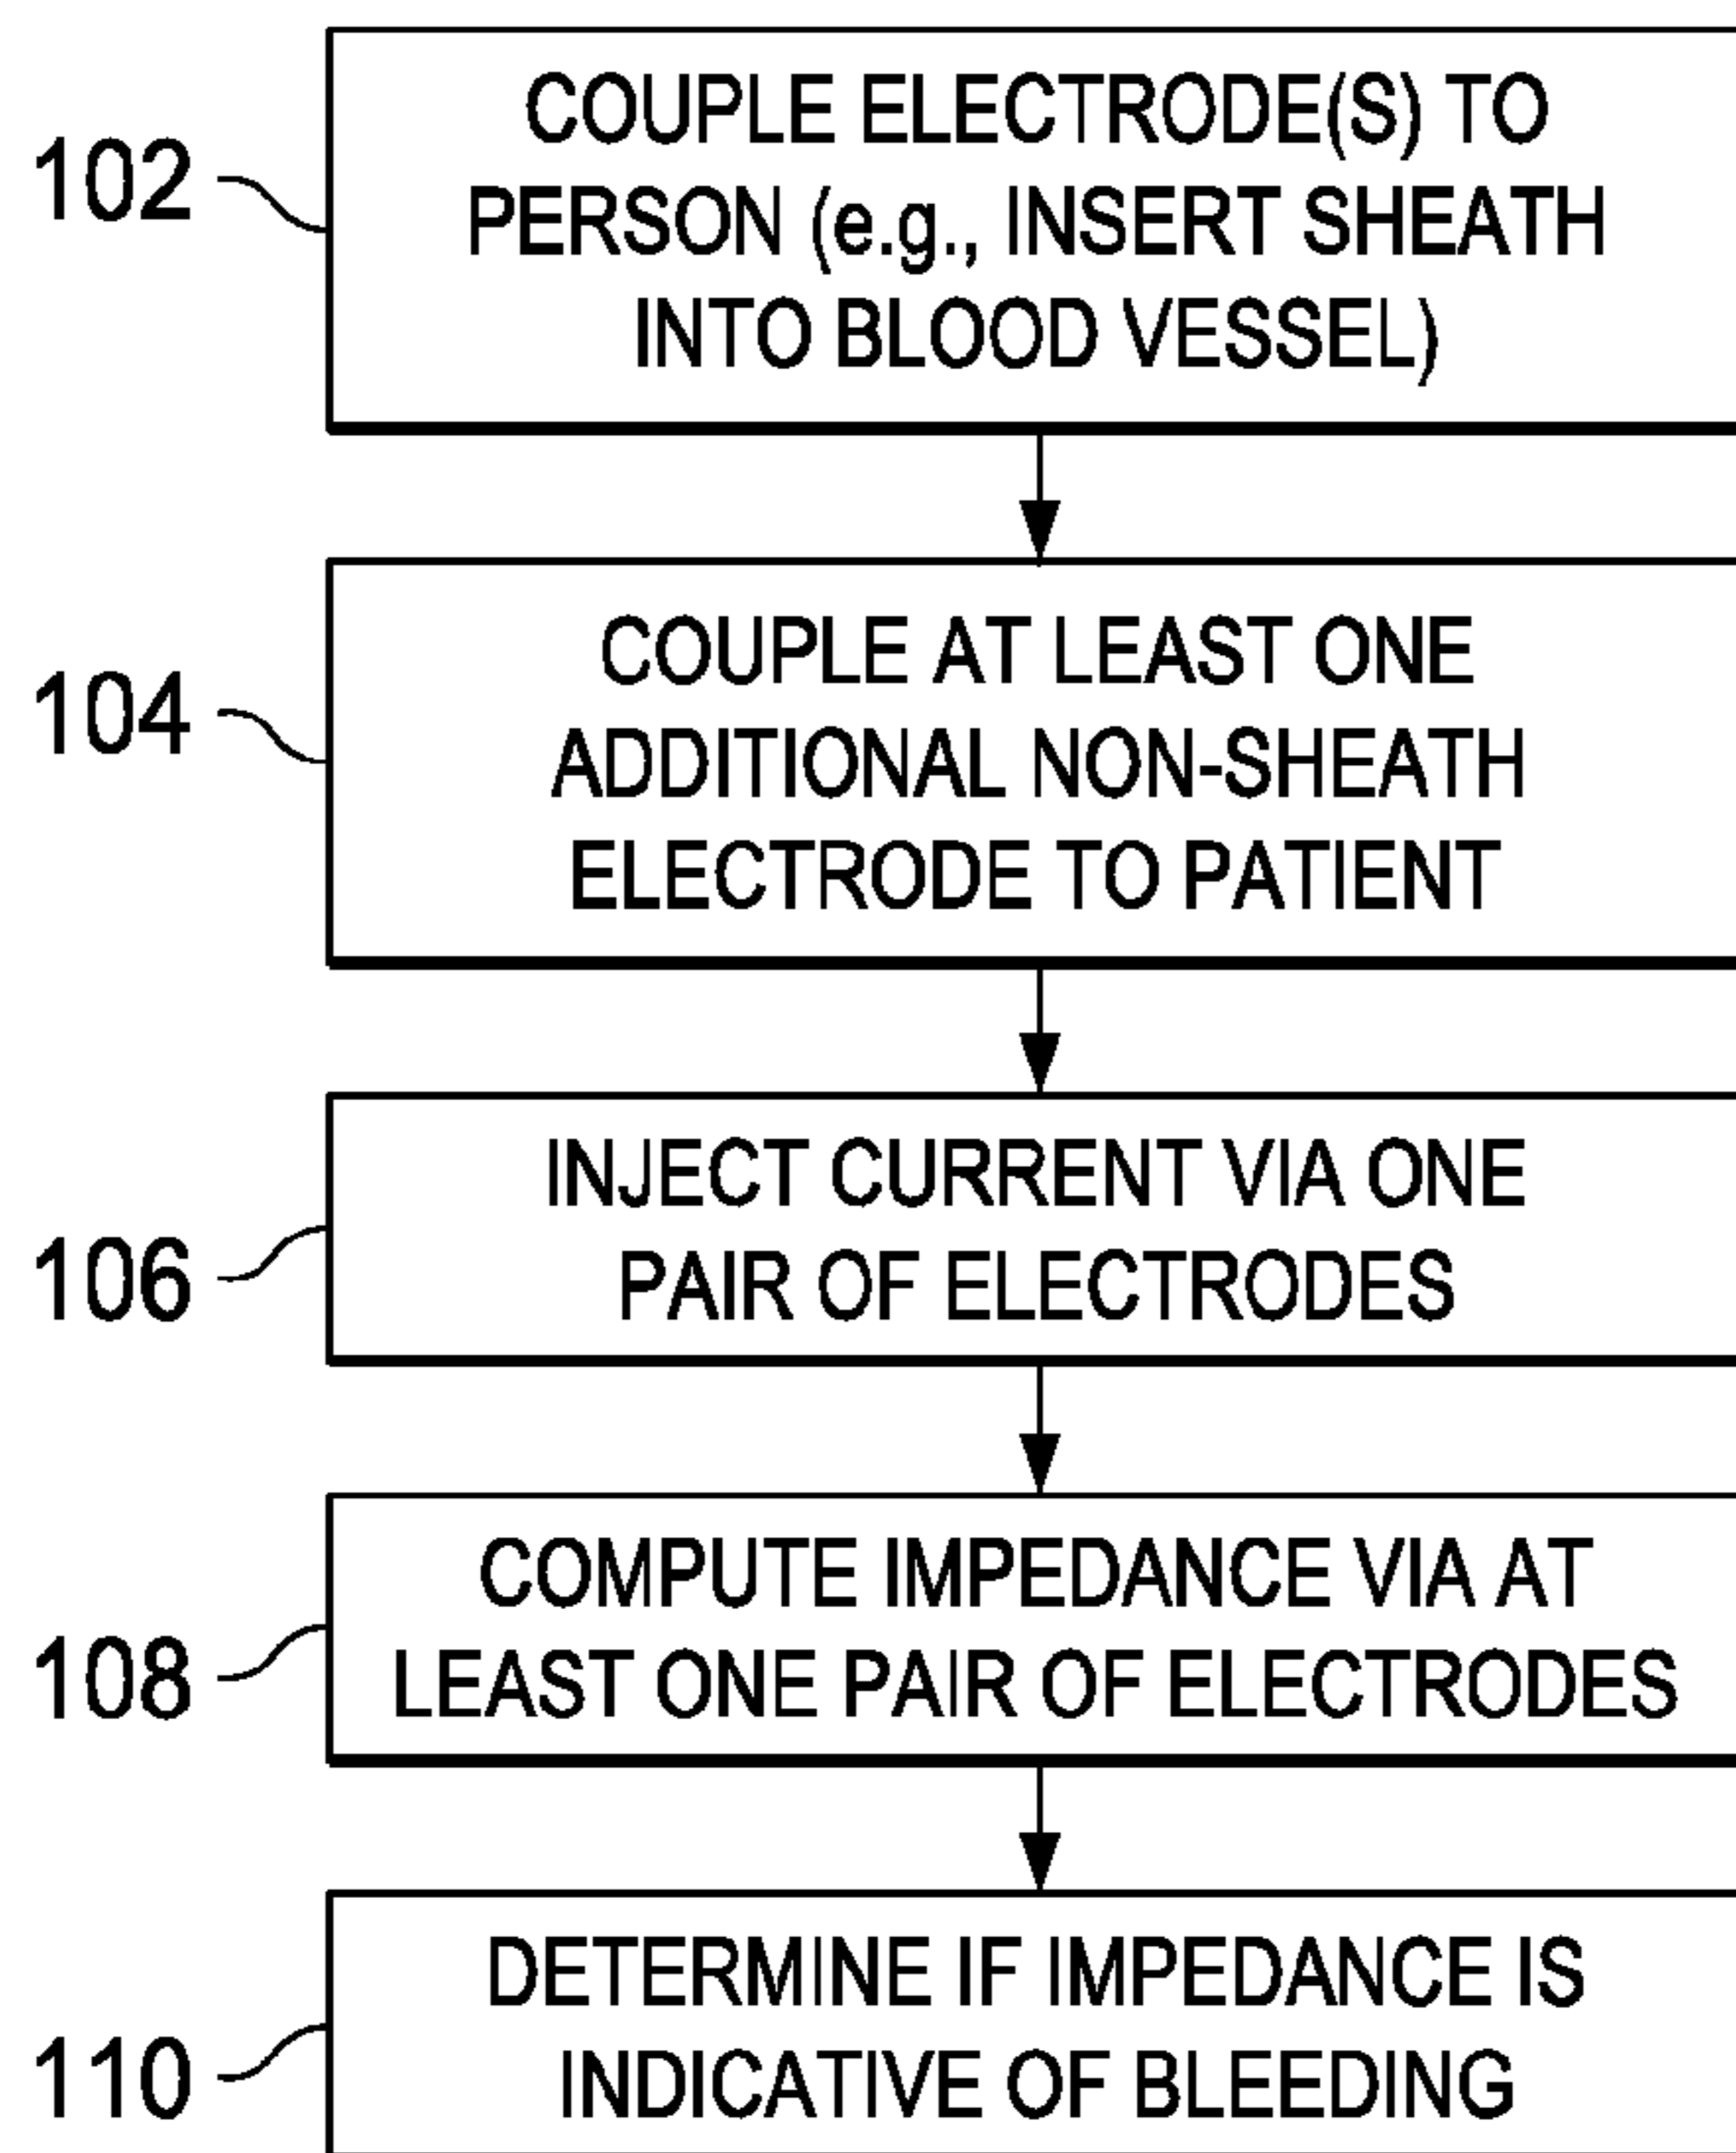 102
COUPLE ELECTRODE(S) TO
PERSON (e.g., INSERT SHEATH
INTO BLOOD VESSEL)
104
COUPLE AT LEAST ONE
ADDITIONAL NON-SHEATH
ELECTRODE TO PATIENT
106
INJECT CURRENT VIA ONE
PAIR OF ELECTRODES
108
COMPUTE IMPEDANCE VIA AT
LEAST ONE PAIR OF ELECTRODES
110
DETERMINE IF IMPEDANCE IS
INDICATIVE OF BLEEDING